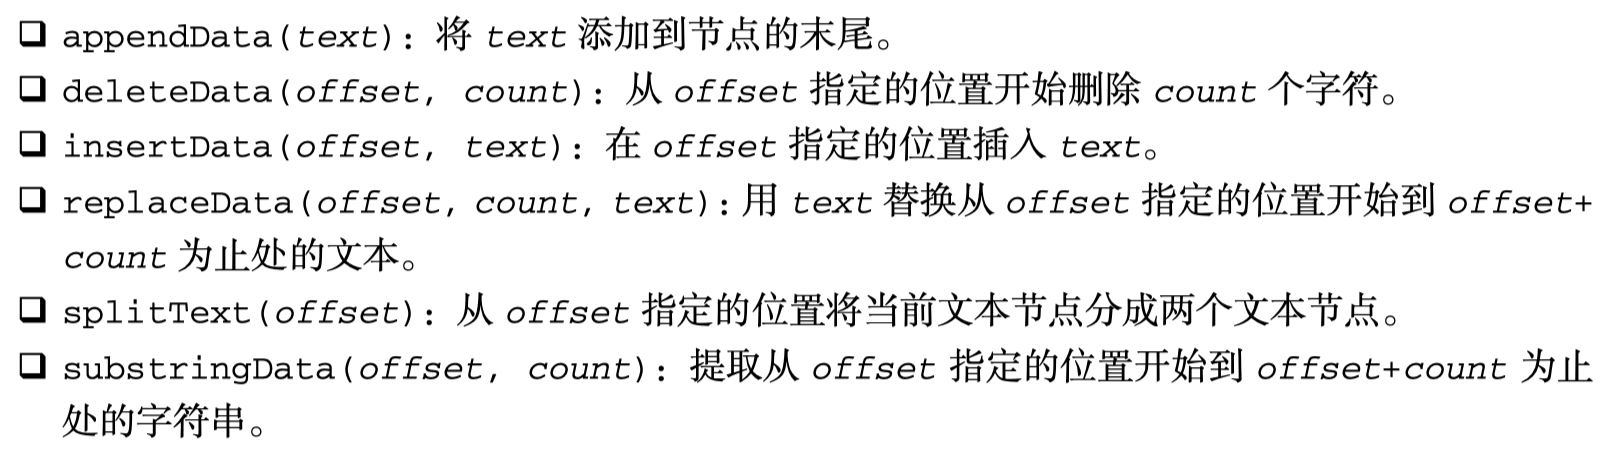 ❑ appendData(text): 将 text 添加到节点的末尾。
❑ deleteData(offset, count): 从 offset 指定的位置开始删除 count 个字符。
❑ insertData(offset, text): 在 offset 指定的位置插入 text。
❑ replaceData(offset, count, text): 用 text 替换从 offset 指定的位置开始到 offset+
count 为止处的文本。
❑ splitText(offset): 从 offset 指定的位置将当前文本节点分成两个文本节点。
❑ substringData(offset, count): 提取从 offset 指定的位置开始到 offset+count 为止
处的字符串。